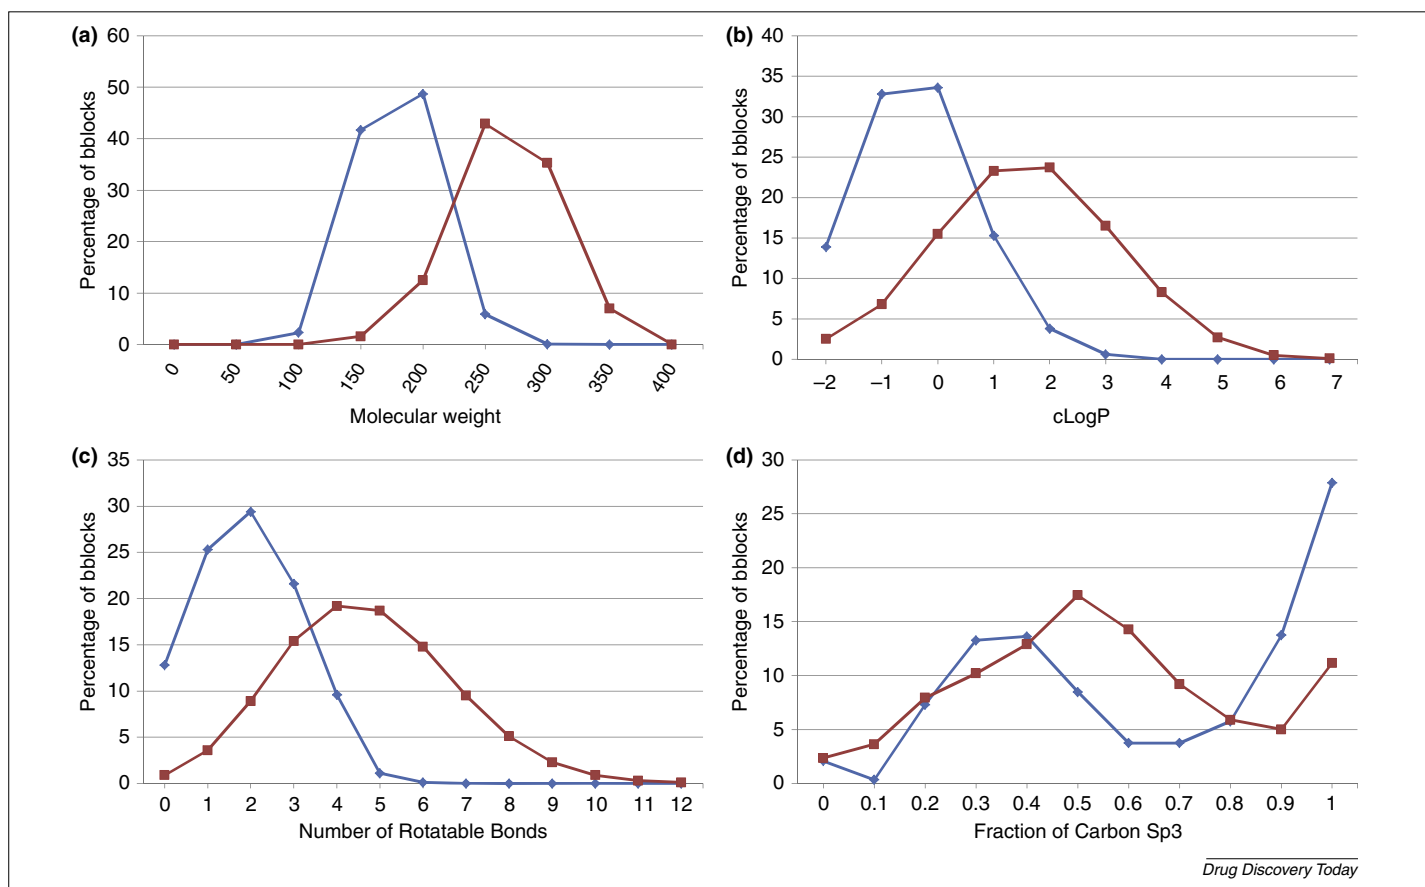 (a)
60
50
40
30
20
10
0
Percentage of bblocks
0 50 100 150 200 250 300 350 400
Molecular weight
(b)
40
35
30
25
20
15
10
5
0
Percentage of bblocks
–2 –1 0 1 2 3 4 5 6 7
cLogP
(c)
35
30
25
20
15
10
5
0
Percentage of bblocks
0 1 2 3 4 5 6 7 8 9 10 11 12
Number of Rotatable Bonds
(d)
30
25
20
15
10
5
0
Percentage of bblocks
0 0.1 0.2 0.3 0.4 0.5 0.6 0.7 0.8 0.9 1
Fraction of Carbon Sp3
Drug Discovery Today